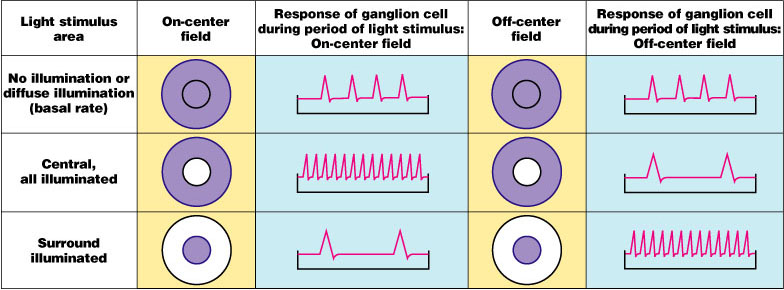 Light stimulus
area
On-center
field
Response of ganglion cell
during period of light stimulus:
On-center field
Off-center
field
Response of ganglion cell
during period of light stimulus:
Off-center field
No illumination or
diffuse illumination
(basal rate)
Central,
all illuminated
Surround
illuminated